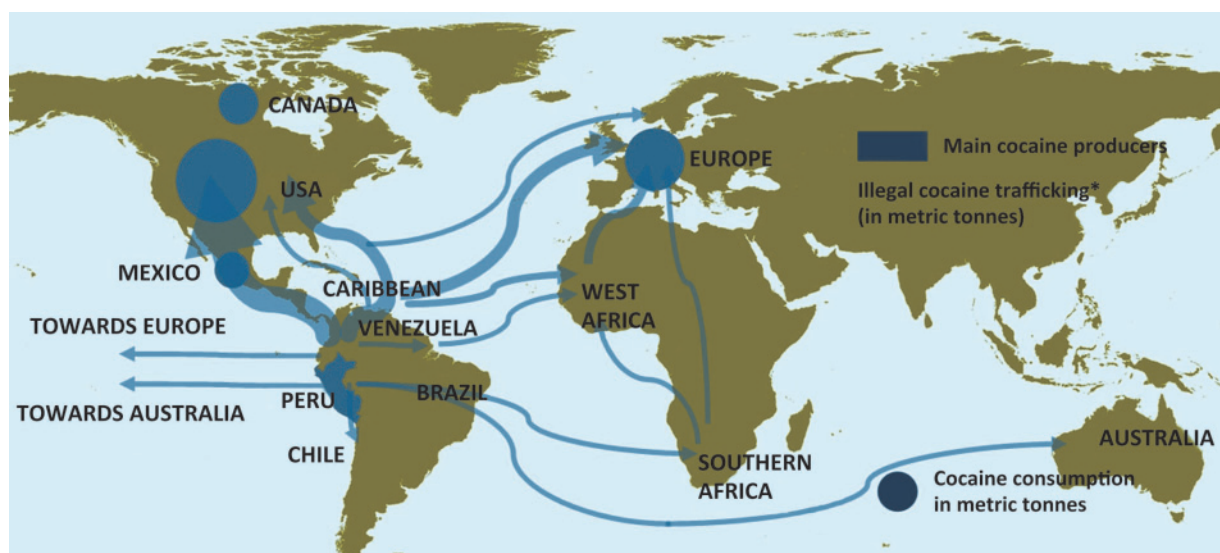 CANADA
USA
EUROPE
Main cocaine producers
Illegal cocaine trafficking*
(in metric tonnes)
MEXICO
CARIBBEAN
WEST
AFRICA
TOWARDS EUROPE
VENEZUELA
TOWARDS AUSTRALIA
PERU
BRAZIL
CHILE
SOUTHERN
AFRICA
AUSTRALIA
Cocaine consumption
in metric tonnes